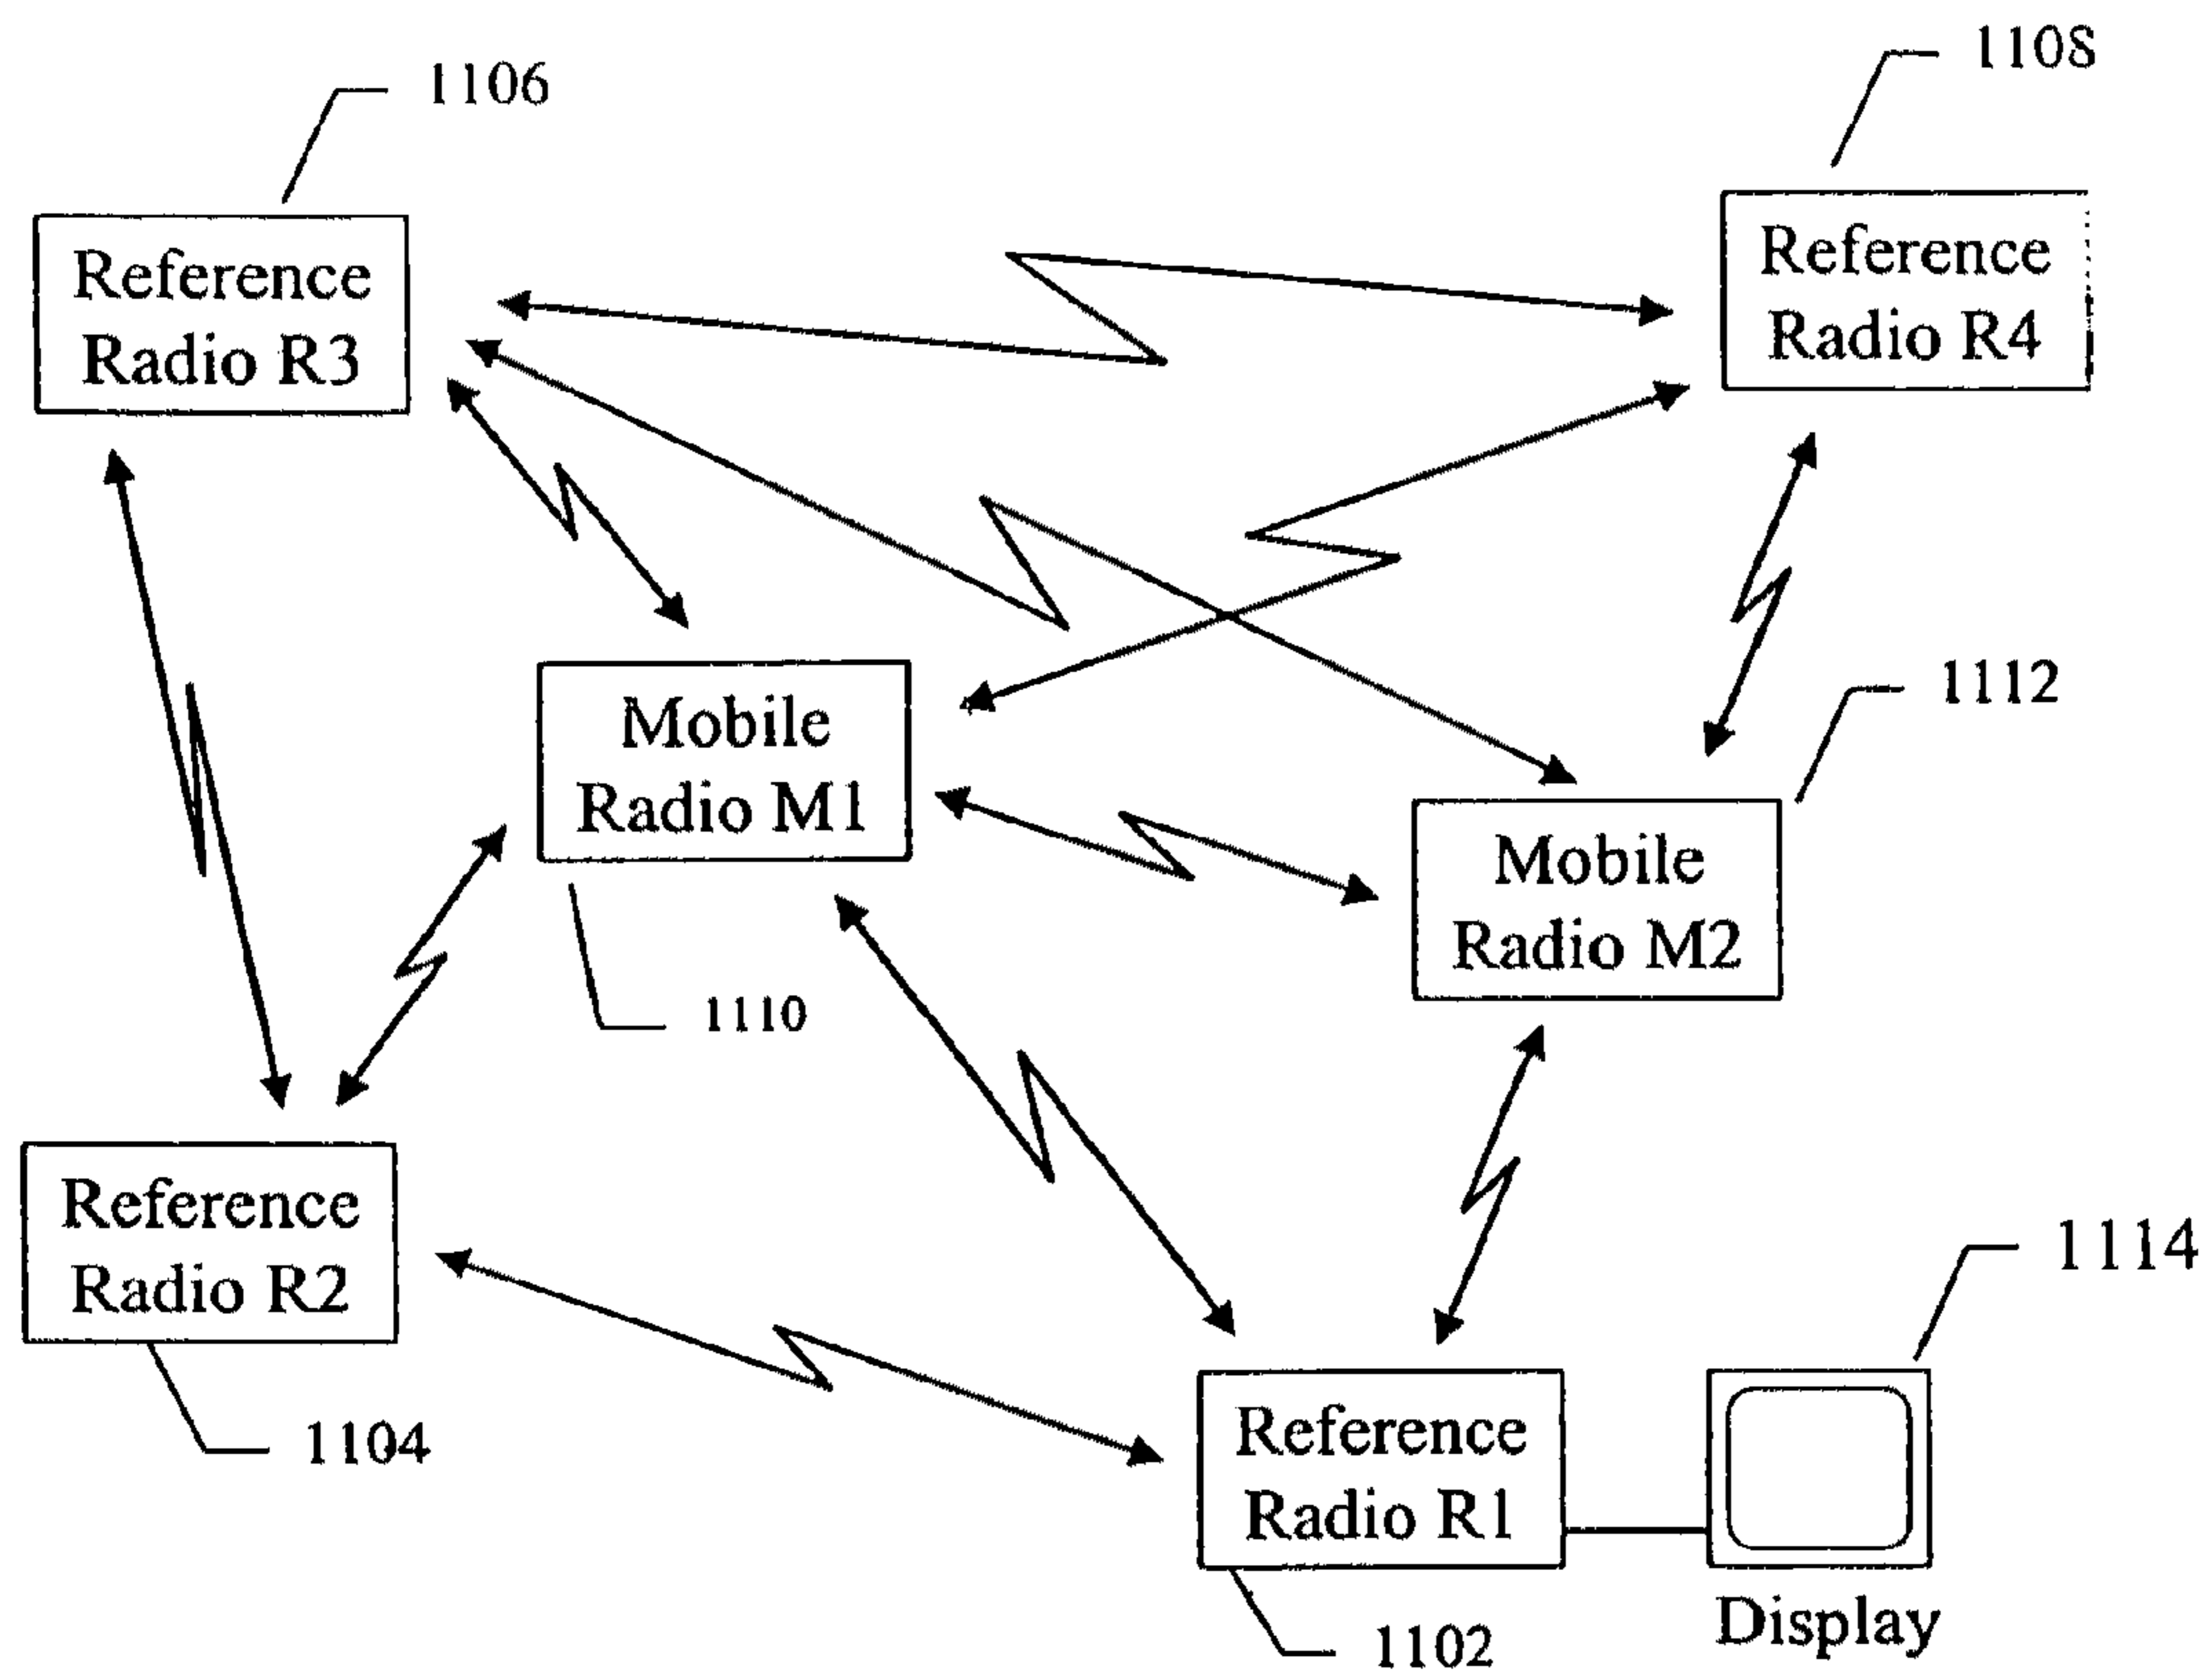 1106
1108
Reference
Radio R3
Reference
Radio R4
1112
Mobile
Radio M1
Mobile
Radio M2
1110
Reference
Radio R2
1114
1104
Reference
Radio R1
Display
1102